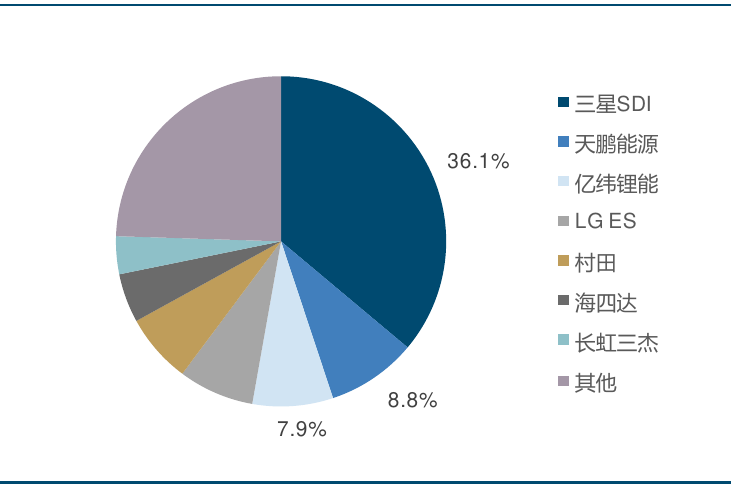 36.1%
8.8%
7.9%
三星SDI
天鹏能源
亿纬锂能
LG ES
村田
海四达
长虹三杰
其他